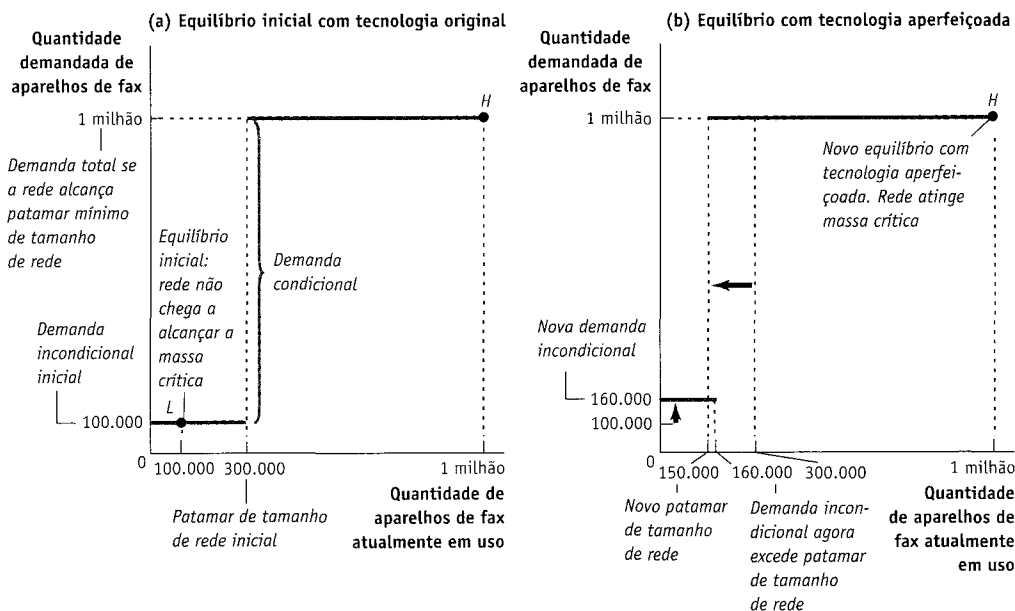 (a) Equilíbrio inicial com tecnologia original
Quantidade
demandada de
aparelhos de fax
H
1 milhão
Demanda total se
a rede alcança
patamar mínimo
de tamanho
de rede
Equilíbrio
inicial:
rede não
chega a
alcançar a
massa
crítica
Demanda
condicional
Demanda
incondicional
inicial
L
100.000
0
100.000
300.000
1 milhão
Patamar de tamanho
de rede inicial
Quantidade de
aparelhos de fax
atualmente em uso
(b) Equilíbrio com tecnologia aperfeiçoada
Quantidade
demandada de
aparelhos de fax
H
1 milhão
Novo equilíbrio com
tecnologia aperfei-
çoada. Rede atinge
massa crítica
Nova demanda
incondicional
160.000
100.000
0
150.000
160.000
300.000
1 milhão
Novo patamar
de tamanho
de rede
Demanda incon-
dicional agora
excede patamar
de tamanho
de rede
Quantidade
de aparelhos de
fax atualmente
em uso